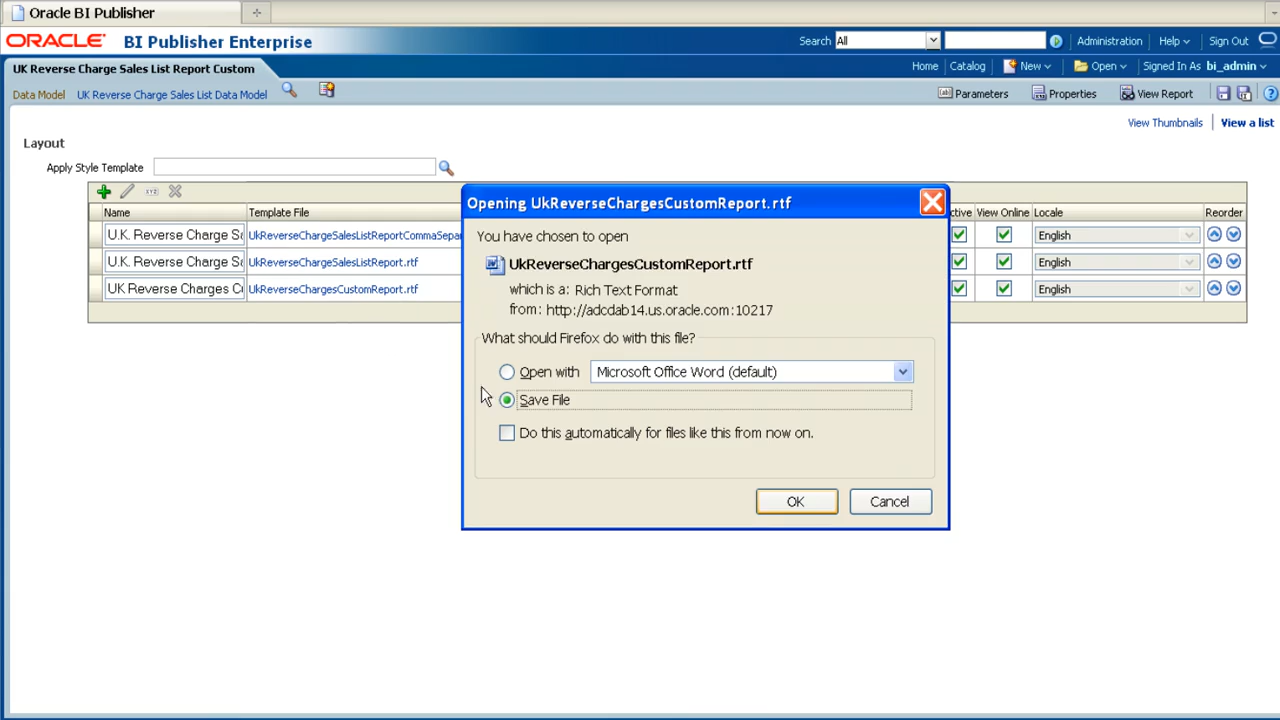 Oracle BI Publisher
ORACLE BI Publisher Enterprise
Search All Administration Help Sign Out
UK Reverse Charge Sales List Report Custom
Home Catalog New Open Signed In As bi_admin
Data Model UK Reverse Charge Sales List Data Model
Parameters Properties View Report
View Thumbnails View a list
Layout
Apply Style Template
XYZ
Name Template File tive View Online Locale Reorder
U.K. Reverse Charge Sa UkReverseChargeSalesListReportCommaSepar English
U.K. Reverse Charge Sa UkReverseChargeSalesListReport.rtf English
UK Reverse Charges Cu UkReverseChargesCustomReport.rtf English
Opening UkReverseChargesCustomReport.rtf
You have chosen to open
UkReverseChargesCustomReport.rtf
which is a: Rich Text Format
from: http://adcdab14.us.oracle.com:10217
What should Firefox do with this file?
Open with Microsoft Office Word (default)
Save File
Do this automatically for files like this from now on.
OK Cancel